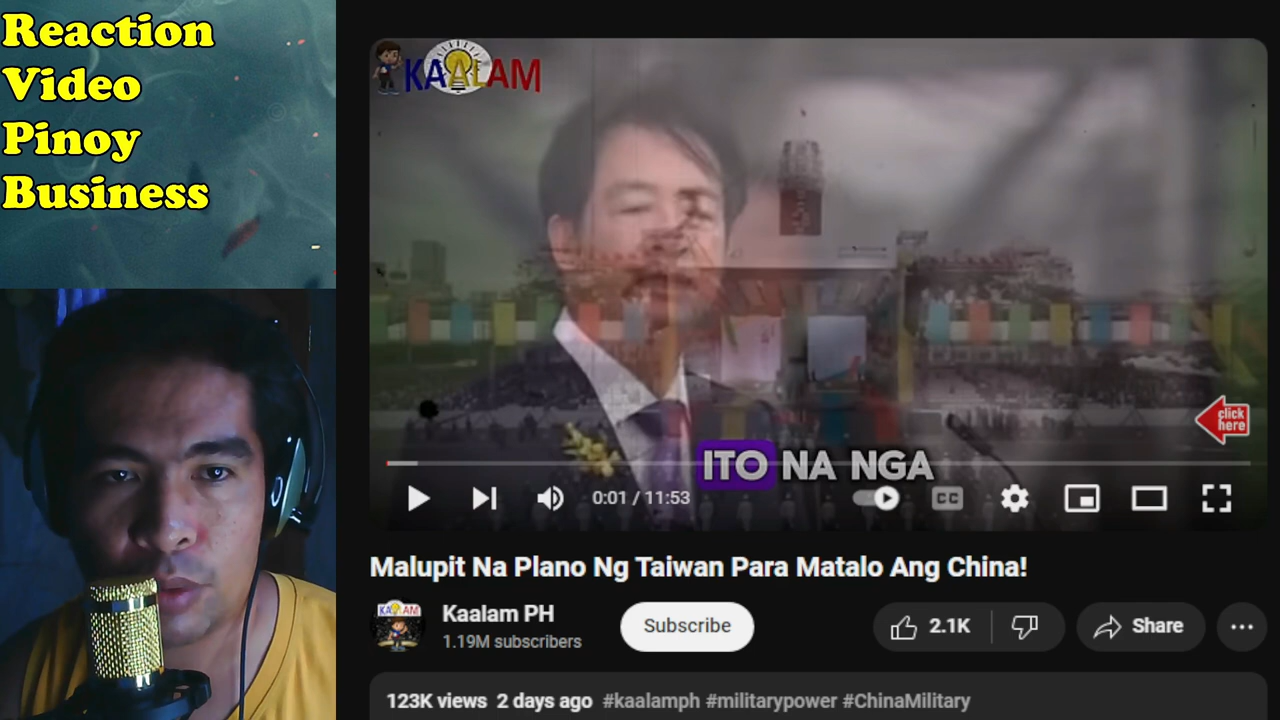 Reaction
Video
Pinoy
Business
KAALAM
click
here
ITO NA NGA
0:01 / 11:53
CC
Malupit Na Plano Ng Taiwan Para Matalo Ang China!
KAALAM
Kaalam PH
1.19M subscribers
Subscribe
2.1K
Share
123K views 2 days ago #kaalamph #militarypower #ChinaMilitary